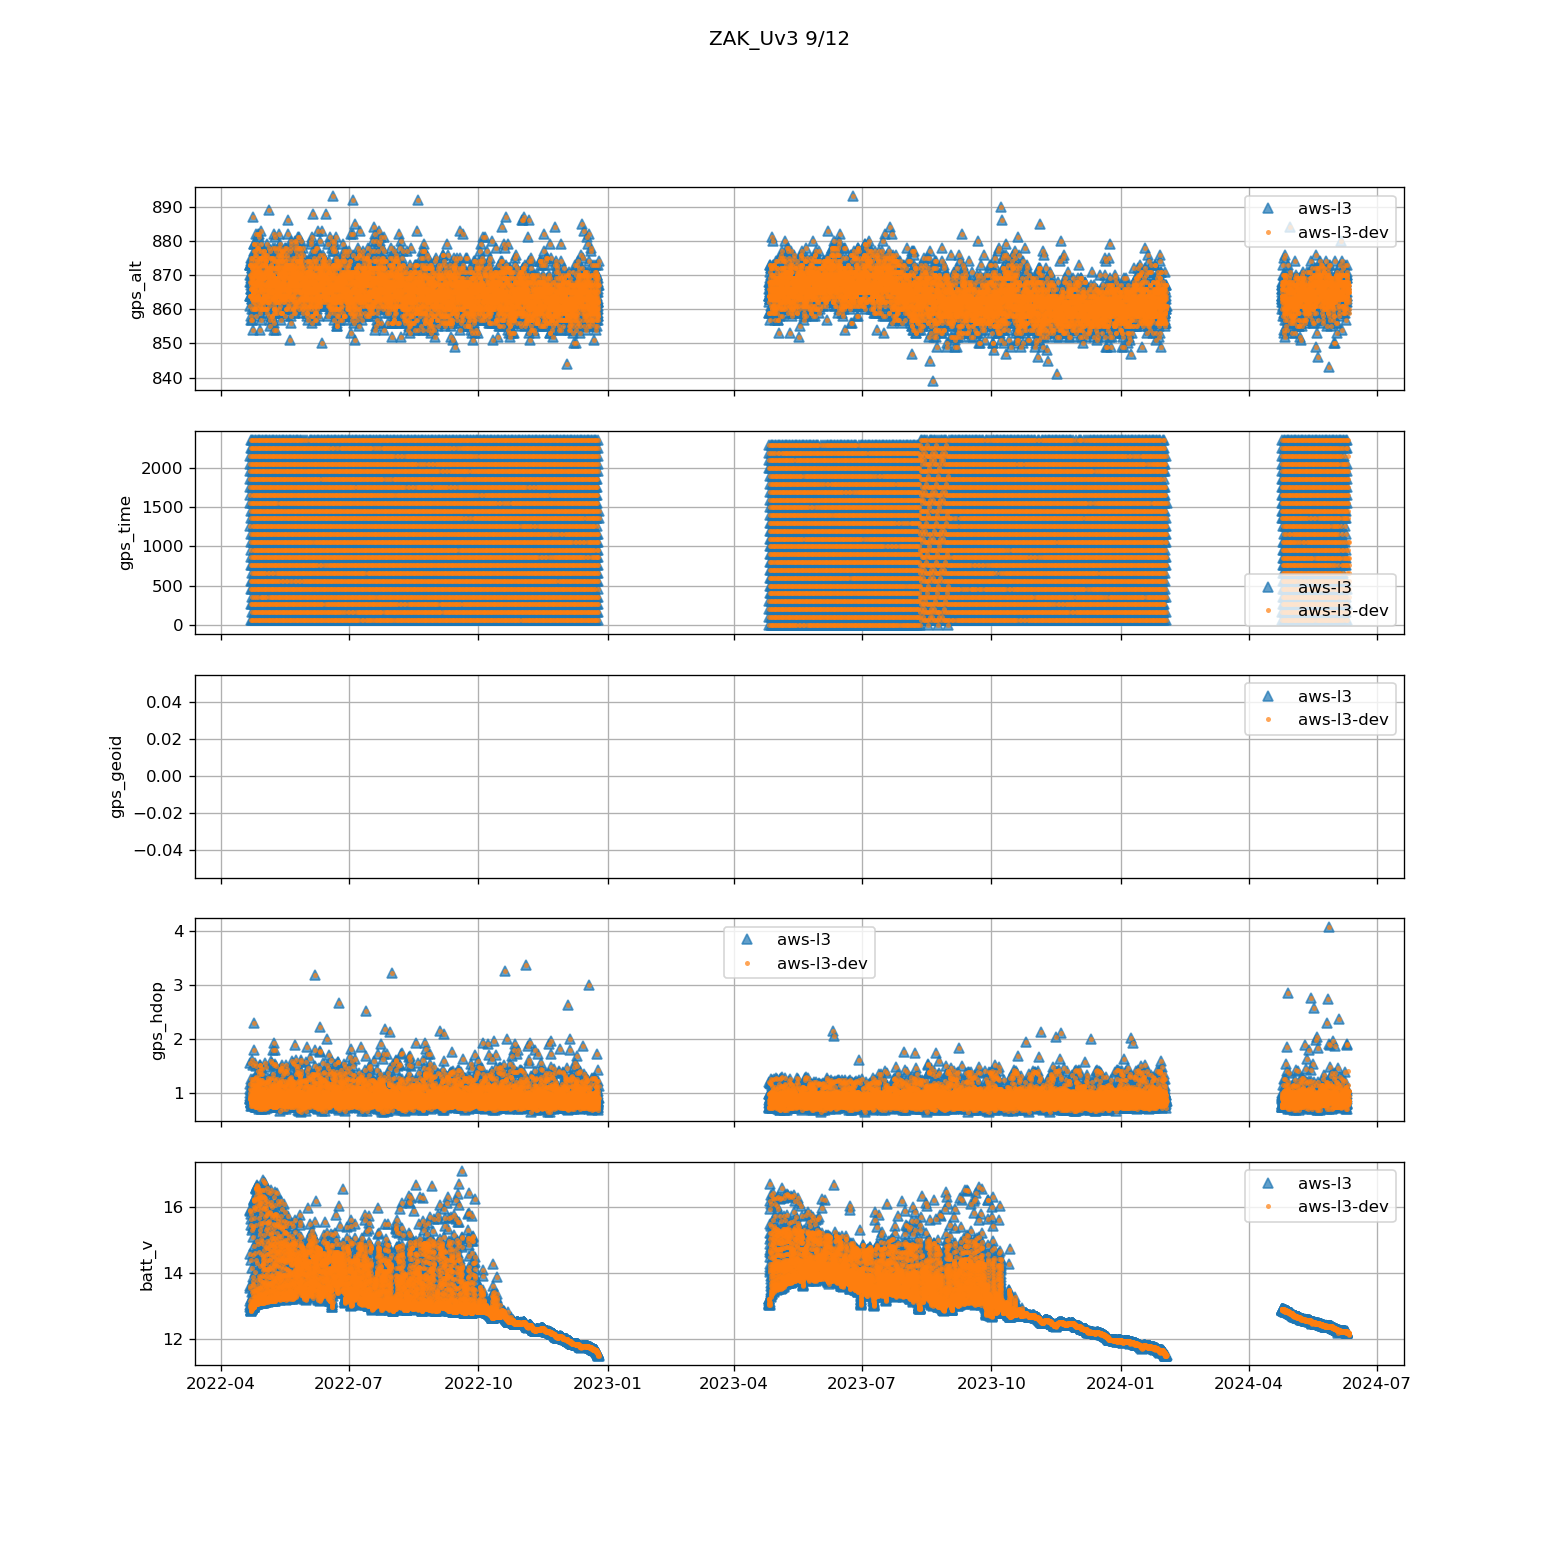 ZAK_Uv3 9/12
gps_alt
890
880
870
860
850
840
aws-l3
aws-l3-dev
gps_time
2000
1500
1000
500
0
aws-l3
aws-l3-dev
gps_geoid
0.04
0.02
0.00
−0.02
−0.04
aws-l3
aws-l3-dev
gps_hdop
4
3
2
1
aws-l3
aws-l3-dev
batt_v
16
14
12
aws-l3
aws-l3-dev
2022-04 2022-07 2022-10 2023-01 2023-04 2023-07 2023-10 2024-01 2024-04 2024-07